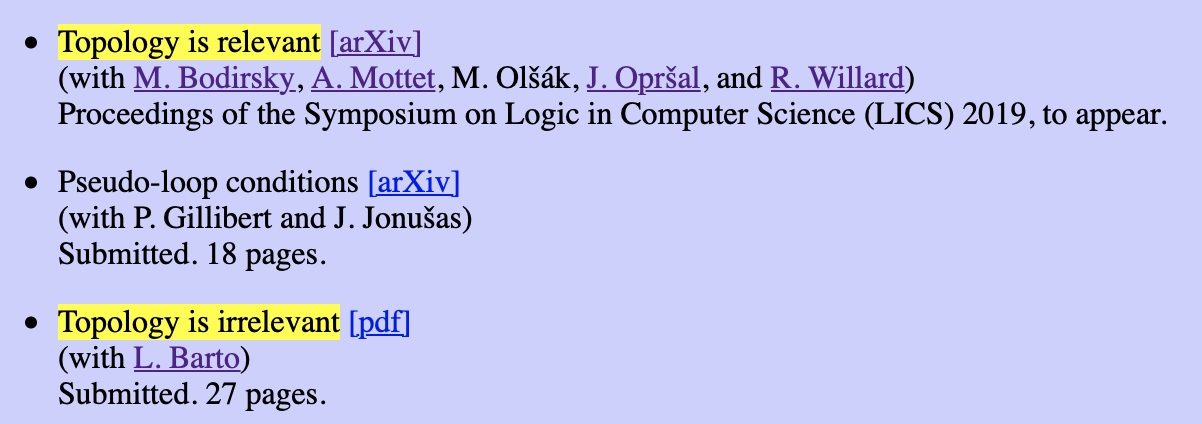 Topology is relevant [arXiv]
(with M. Bodirsky, A. Mottet, M. Olšák, J. Opršal, and R. Willard)
Proceedings of the Symposium on Logic in Computer Science (LICS) 2019, to appear.
Pseudo-loop conditions [arXiv]
(with P. Gillibert and J. Jonušas)
Submitted. 18 pages.
Topology is irrelevant [pdf]
(with L. Barto)
Submitted. 27 pages.